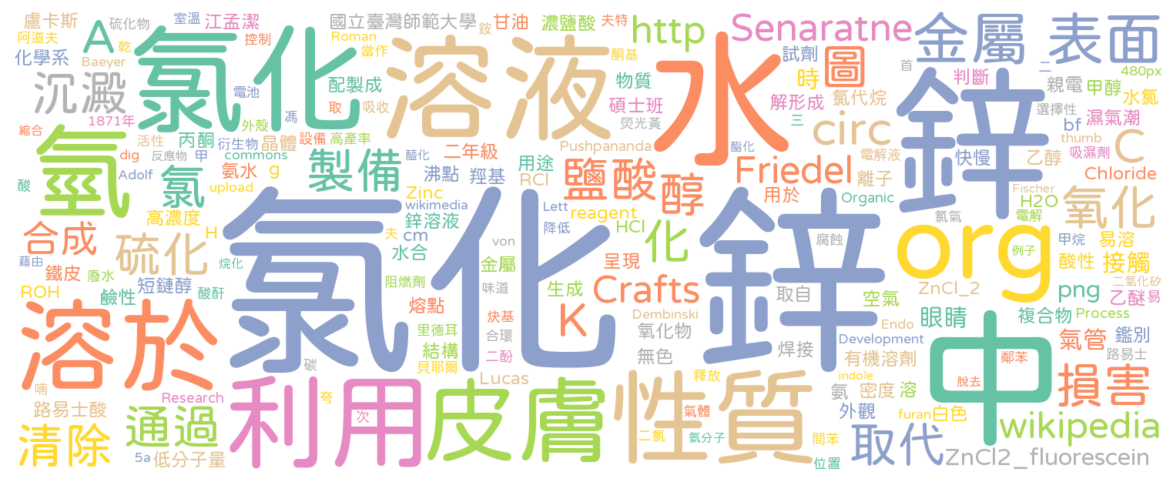 盧卡斯 硫化物 室溫 江孟潔 國立臺灣師範大學 銨 甘油 濃鹽酸 夫特 http Senaratne 金屬 表面
阿道夫 乾 A 氯化 控制 Roman 當作 溶液 酮基 水 試劑 時 圖 首 判斷 二 480px
化學系 Baeyer 電池 馮 配製成 物質 親電 甲醇 水氯
沉澱 取 吸收 碩士班 解形成 氯代烷 鋅 選擇性 濕氣潮
1871年 外殼 熒光黃 三 circ bf thumb
縮合 活性 丙酮 衍生物 晶體 設備 高產率 Pushpananda 酯化 電解液 快慢 乙醇 吸濕劑 C
氫 dig 反應物 甲 commons 醯化 二年級 用途 鹽酸 醇 Friedel 離子 Chloride
酸 Adolf 氨水 g 氯 製備 沸點 羥基 RCl 用於 Organic Fischer
upload Zinc wikimedia Lett reagent H2O 氧化
高濃度 H 氯化 鋅 鋅溶液 降低 HCl 化 氯氣 電解
合成 硫化 夫 cm von 腐蝕 org 甲烷 例子 易溶
藉由 廢水 烷化 水合 金屬 呈現 酸性 接觸
鐵皮 短鏈醇 阻燃劑 味道 生成 Crafts 取自 空氣 ZnCl_2 png 二氧化矽 乙醚 易
ROH 鹼性 酸酐 熔點 炔基 K Dembinski 眼睛 複合物 Process
溶於 里德耳 合環 氧化物 Development Endo 中 氣管 鑑別
結構 無色 焊接 有機溶劑 鄰苯 路易士
碳 貝耶爾 二酚 indole 脫去
喃 Research 利用 夸 Lucas 皮膚 性質 釋放 氨 密度 溶 損害
路易士酸 次 氣體 外觀 furan 白色 wikipedia
清除 通過 二氯 氨分子 間苯 取代
5a 低分子量 位置 ZnCl2_fluorescein